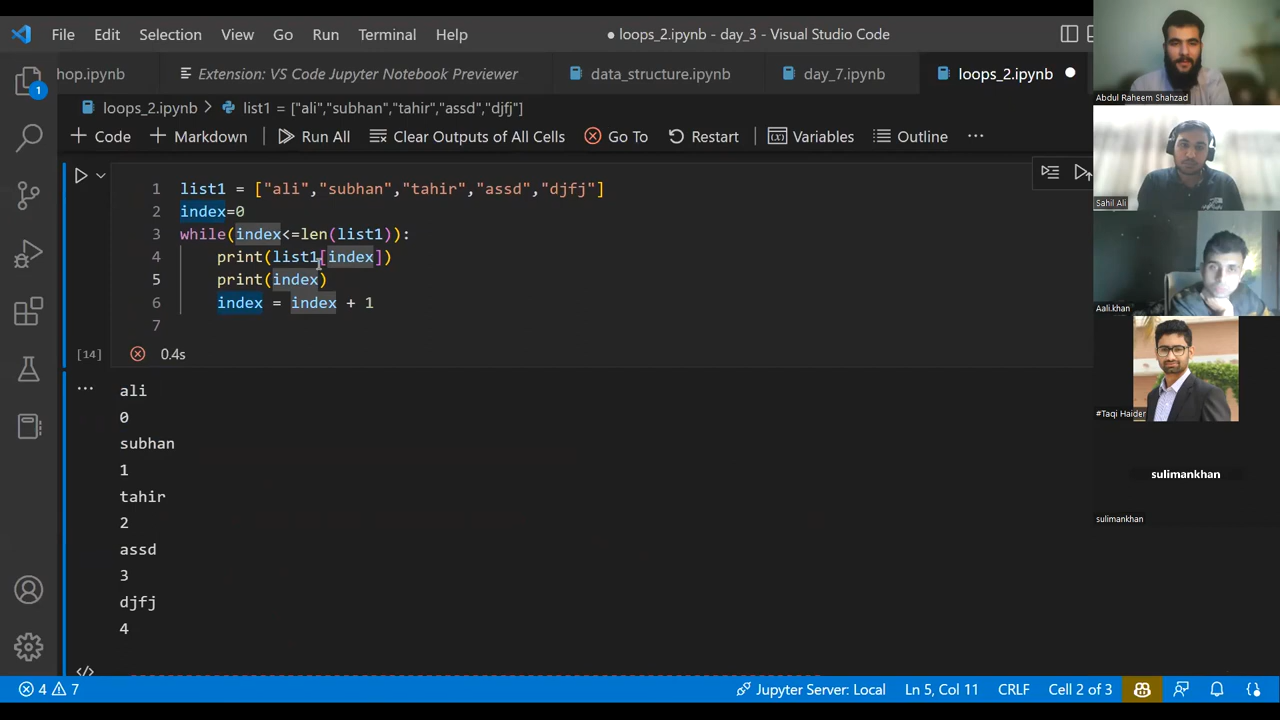 File Edit Selection View Go Run Terminal Help
● loops_2.ipynb - day_3 - Visual Studio Code
hop.ipynb Extension: VS Code Jupyter Notebook Previewer data_structure.ipynb day_7.ipynb loops_2.ipynb ●
loops_2.ipynb > list1 = ["ali","subhan","tahir","assd","djfj"]
+ Code + Markdown Run All Clear Outputs of All Cells Go To Restart Variables Outline ...
1 list1 = ["ali","subhan","tahir","assd","djfj"]
2 index=0
3 while(index<=len(list1)):
4 print(list1[index])
5 print(index)
6 index = index + 1
7
[14] 0.4s
... ali
0
subhan
1
tahir
2
assd
3
djfj
4
1
4 7 Jupyter Server: Local Ln 5, Col 11 CRLF Cell 2 of 3
Abdul Raheem Shahzad
Sahil Ali
Aali.khan
#Taqi Haider
sulimankhan
sulimankhan